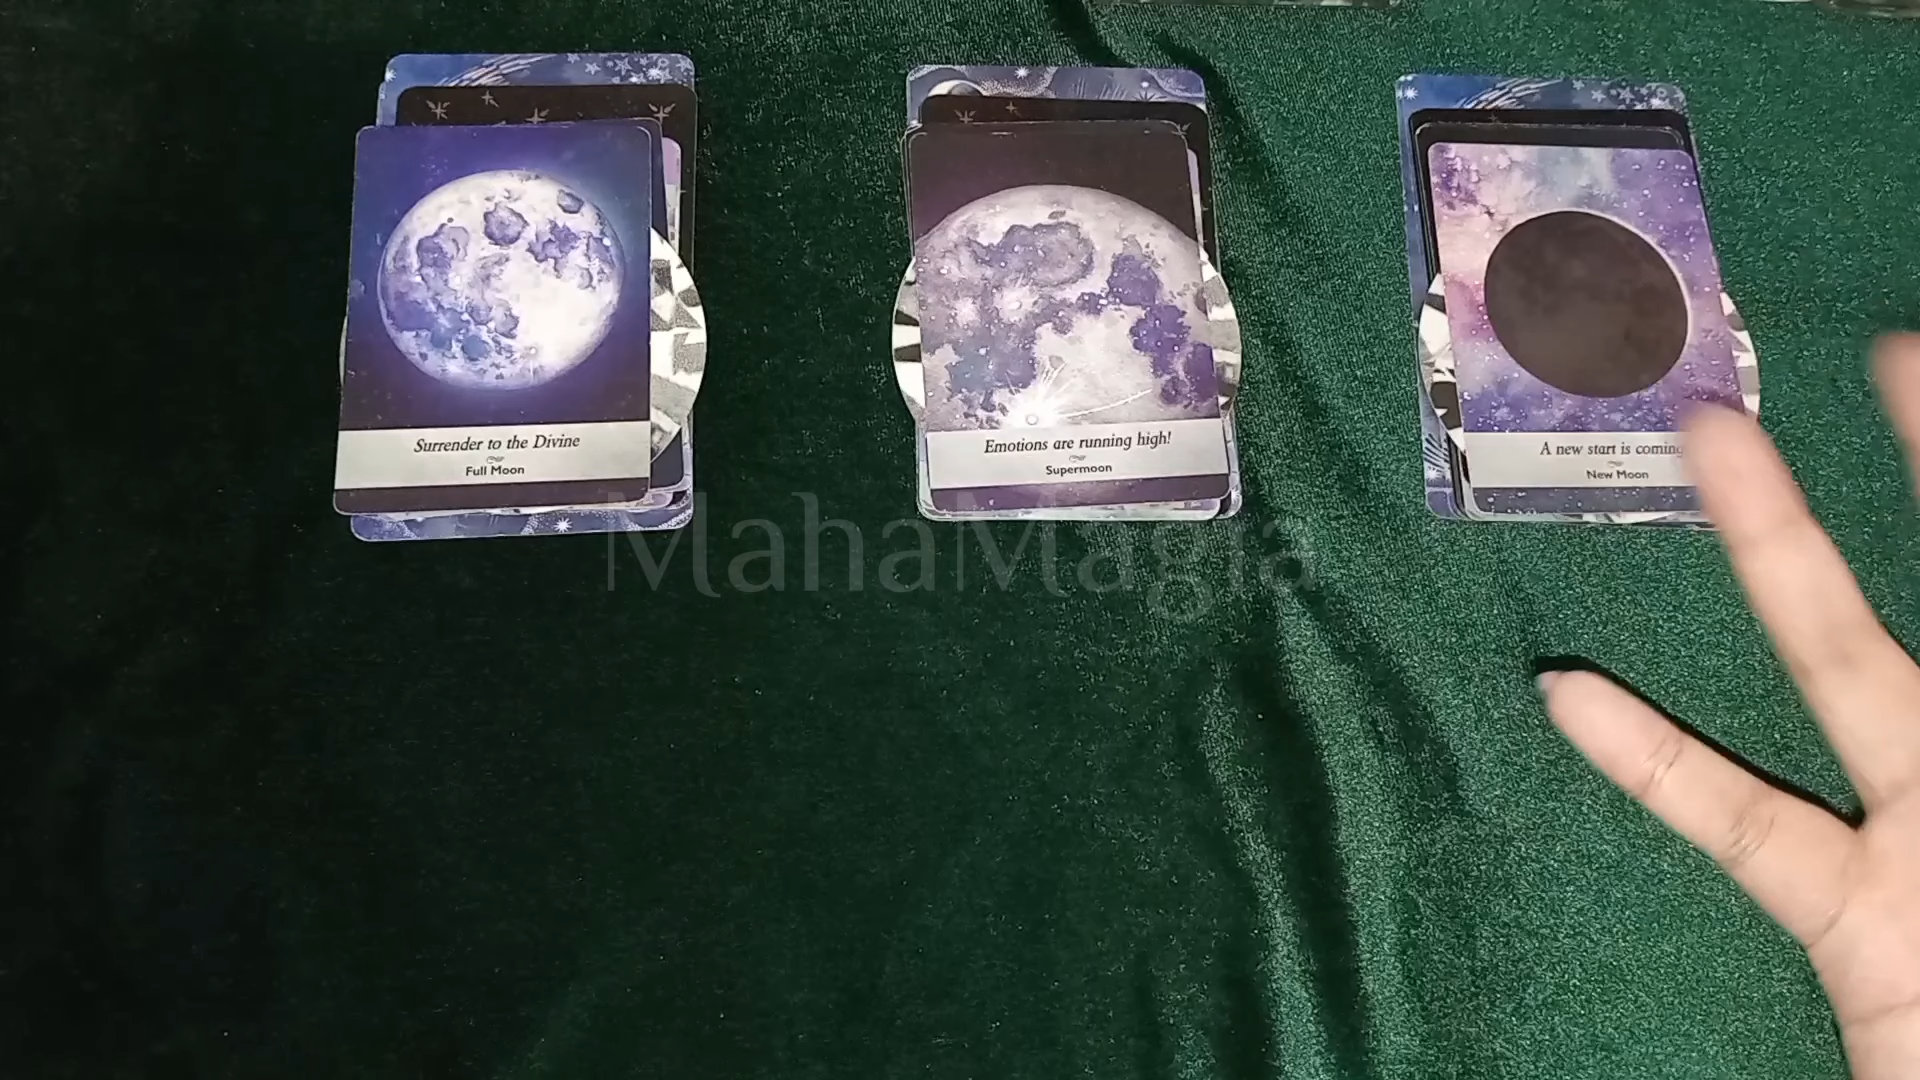 Surrender to the Divine
Full Moon
Emotions are running high!
Supermoon
A new start is coming
New Moon
MahaMagia